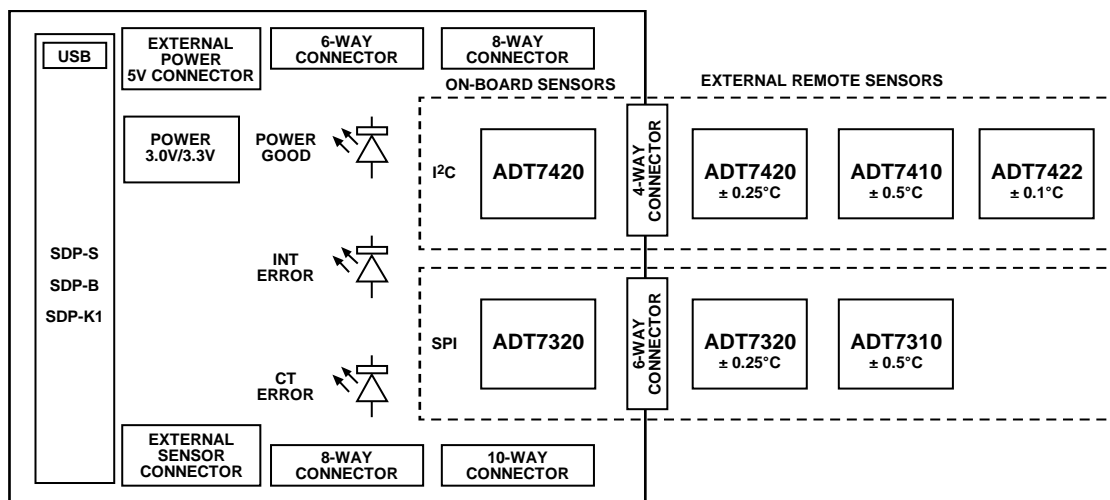 USB
EXTERNAL
POWER
5V CONNECTOR
6-WAY
CONNECTOR
8-WAY
CONNECTOR
ON-BOARD SENSORS
EXTERNAL REMOTE SENSORS
POWER
3.0V/3.3V
POWER
GOOD
I²C
ADT7420
4-WAY
CONNECTOR
ADT7420
± 0.25°C
ADT7410
± 0.5°C
ADT7422
± 0.1°C
SDP-S
SDP-B
SDP-K1
INT
ERROR
SPI
ADT7320
6-WAY
CONNECTOR
ADT7320
± 0.25°C
ADT7310
± 0.5°C
CT
ERROR
EXTERNAL
SENSOR
CONNECTOR
8-WAY
CONNECTOR
10-WAY
CONNECTOR